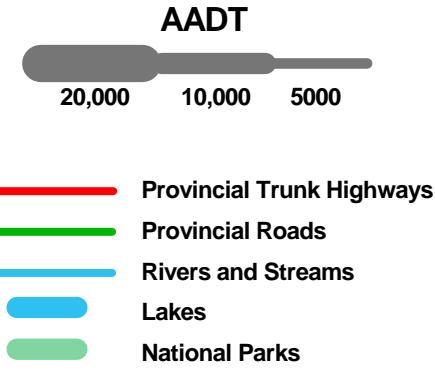 AADT
20,000 10,000 5000
Provincial Trunk Highways
Provincial Roads
Rivers and Streams
Lakes
National Parks